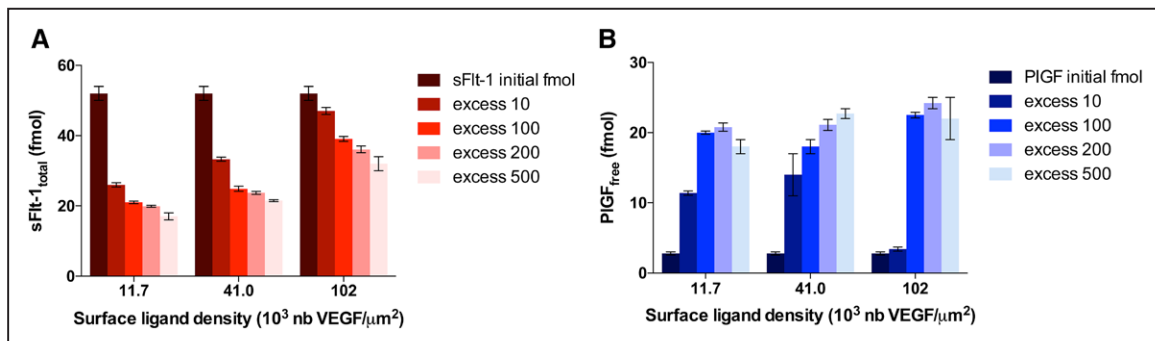 A
60
40
20
0
sFlt-1total (fmol)
11.7 41.0 102
Surface ligand density (10³ nb VEGF/μm²)
sFlt-1 initial fmol
excess 10
excess 100
excess 200
excess 500
B
30
20
10
0
PlGFfree (fmol)
11.7 41.0 102
Surface ligand density (10³ nb VEGF/μm²)
PlGF initial fmol
excess 10
excess 100
excess 200
excess 500